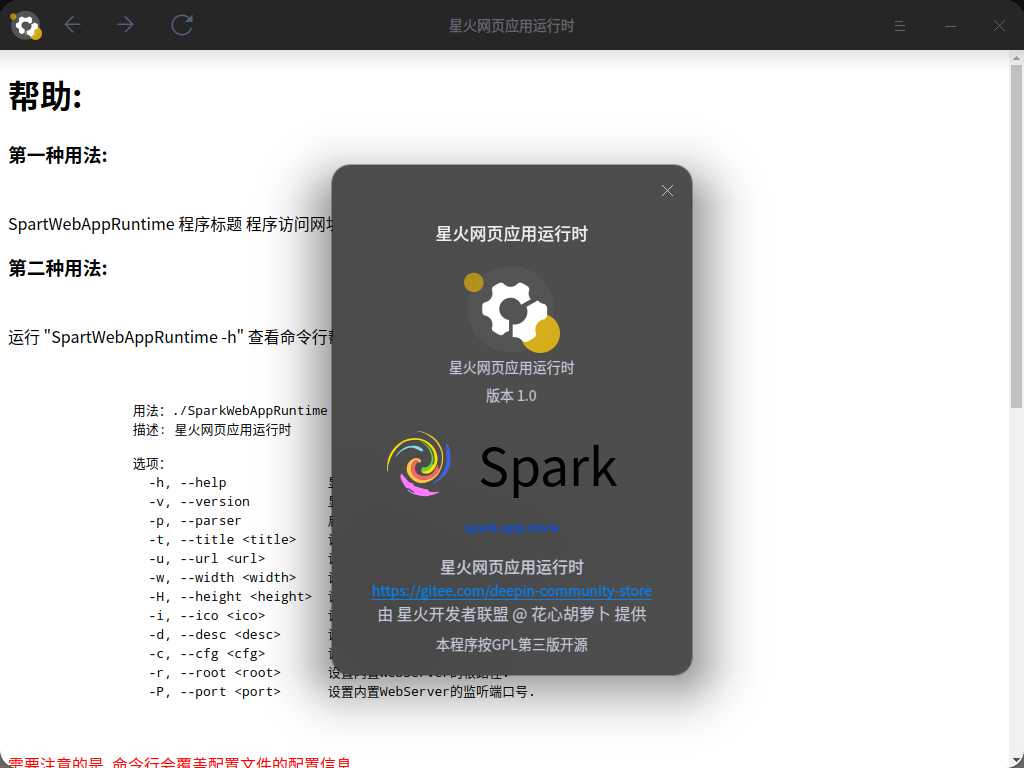 星火网页应用运行时
帮助:
第一种用法:
SpartWebAppRuntime 程序标题 程序访问网
第二种用法:
运行 "SpartWebAppRuntime -h" 查看命令行
用法: ./SparkWebAppRuntime
描述: 星火网页应用运行时
选项:
-h, --help
-v, --version
-p, --parser
-t, --title <title>
-u, --url <url>
-w, --width <width>
-H, --height <height>
-i, --ico <ico>
-d, --desc <desc>
-c, --cfg <cfg>
-r, --root <root> 设置内置WebServer的根路径.
-P, --port <port> 设置内置WebServer的监听端口号.
需要注意的是, 命令行会覆盖配置文件的配置信息
星火网页应用运行时
星火网页应用运行时
版本 1.0
Spark
spark-app.store
星火网页应用运行时
https://gitee.com/deepin-community-store
由 星火开发者联盟 @ 花心胡萝卜 提供
本程序按GPL第三版开源